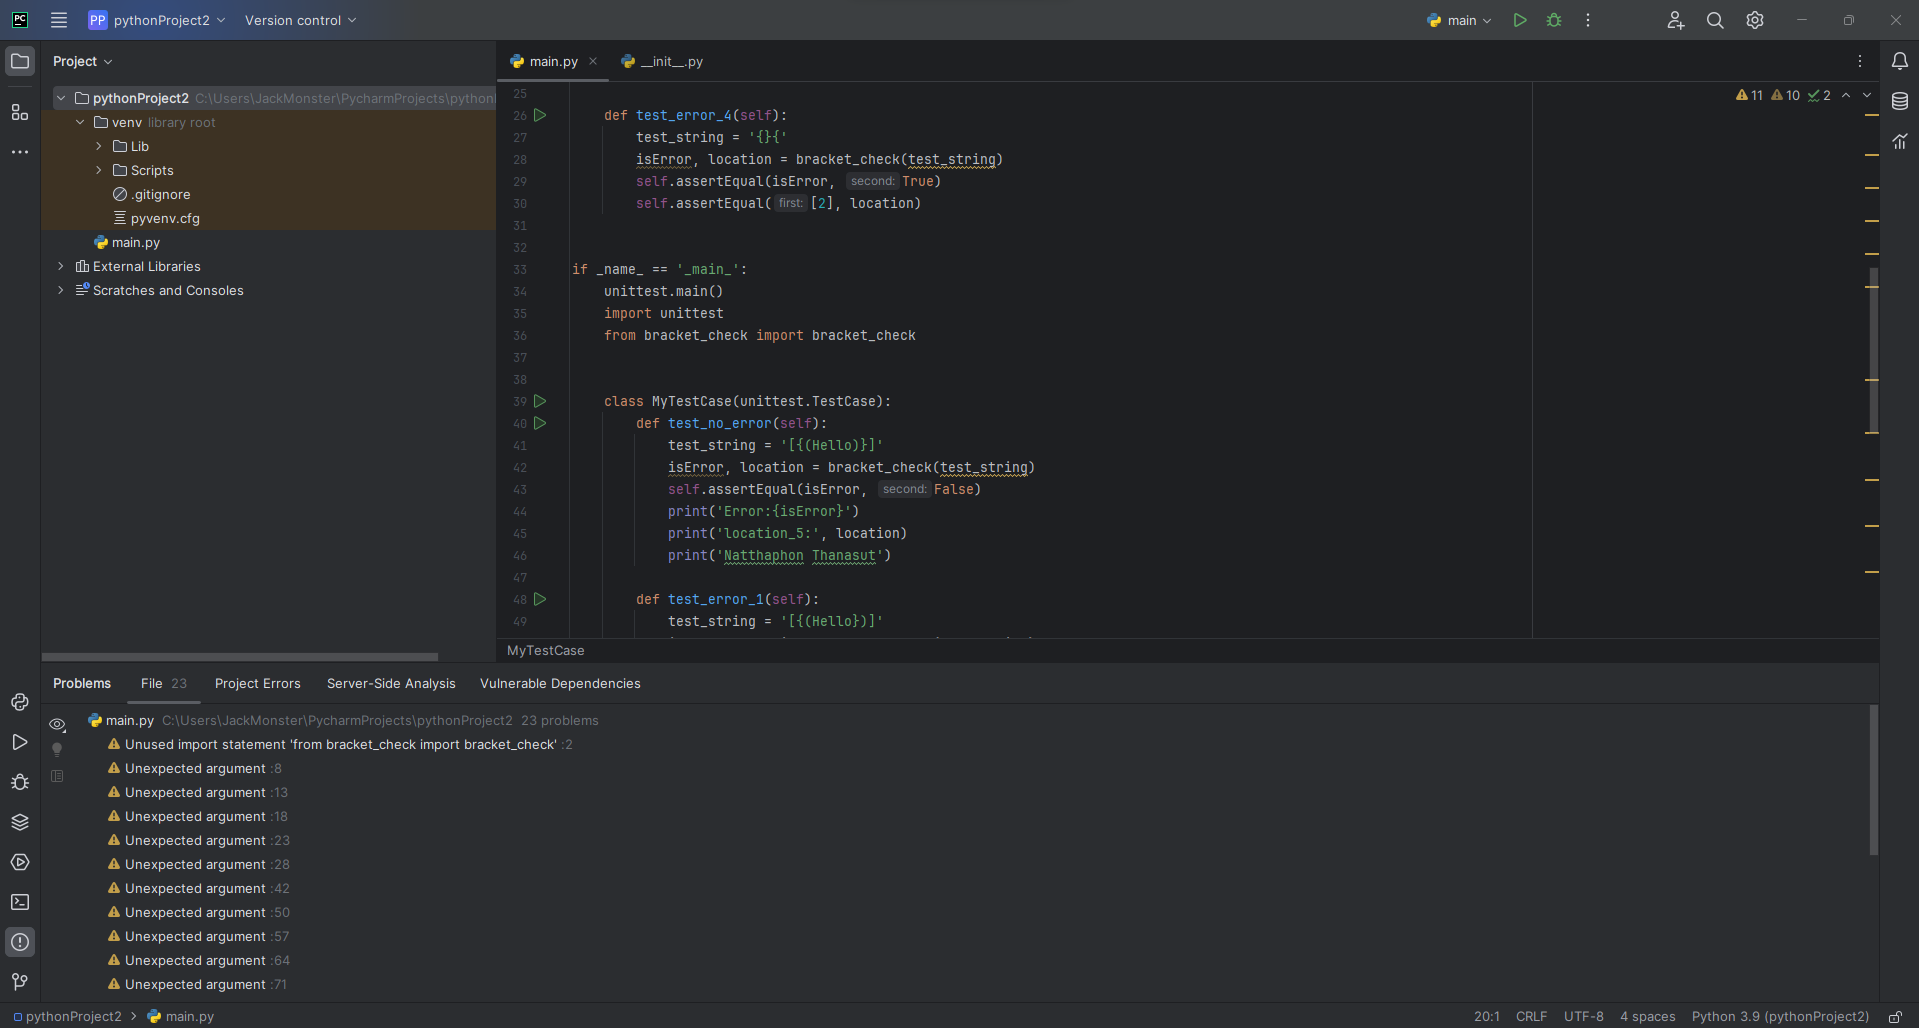 PC PP pythonProject2 Version control main
Project
pythonProject2 C:\Users\JackMonster\PycharmProjects\python
venv library root
Lib
Scripts
.gitignore
pyvenv.cfg
main.py
External Libraries
Scratches and Consoles
main.py __init__.py
11 10 2
25
26 def test_error_4(self):
27 test_string = '{}{'
28 isError, location = bracket_check(test_string)
29 self.assertEqual(isError, second: True)
30 self.assertEqual( first: [2], location)
31
32
33 if _name_ == '_main_':
34 unittest.main()
35 import unittest
36 from bracket_check import bracket_check
37
38
39 class MyTestCase(unittest.TestCase):
40 def test_no_error(self):
41 test_string = '[{(Hello)}]'
42 isError, location = bracket_check(test_string)
43 self.assertEqual(isError, second: False)
44 print('Error:{isError}')
45 print('location_5:', location)
46 print('Natthaphon Thanasut')
47
48 def test_error_1(self):
49 test_string = '[{(Hello})]'
MyTestCase
Problems File 23 Project Errors Server-Side Analysis Vulnerable Dependencies
main.py C:\Users\JackMonster\PycharmProjects\pythonProject2 23 problems
Unused import statement 'from bracket_check import bracket_check' :2
Unexpected argument :8
Unexpected argument :13
Unexpected argument :18
Unexpected argument :23
Unexpected argument :28
Unexpected argument :42
Unexpected argument :50
Unexpected argument :57
Unexpected argument :64
Unexpected argument :71
pythonProject2 > main.py 20:1 CRLF UTF-8 4 spaces Python 3.9 (pythonProject2)